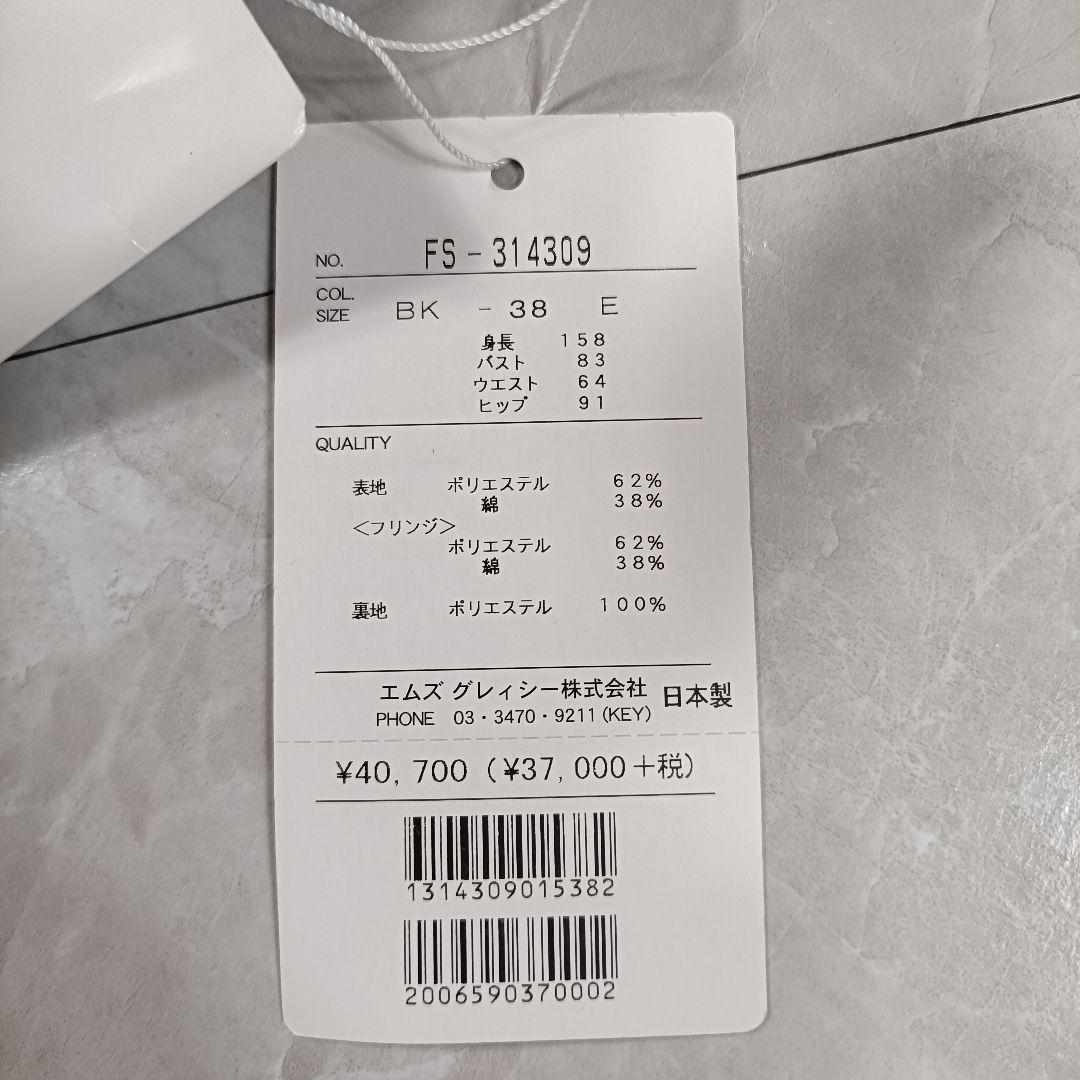 NO. FS-314309
COL.
SIZE BK - 38 E
身長 158
バスト 83
ウエスト 64
ヒップ 91
QUALITY
表地 ポリエステル 62%
綿 38%
<フリンジ>
ポリエステル 62%
綿 38%
裏地 ポリエステル 100%
エムズ グレィシー株式会社 日本製
PHONE 03・3470・9211(KEY)
¥40,700(¥37,000+税)
1314309015382
2006590370002